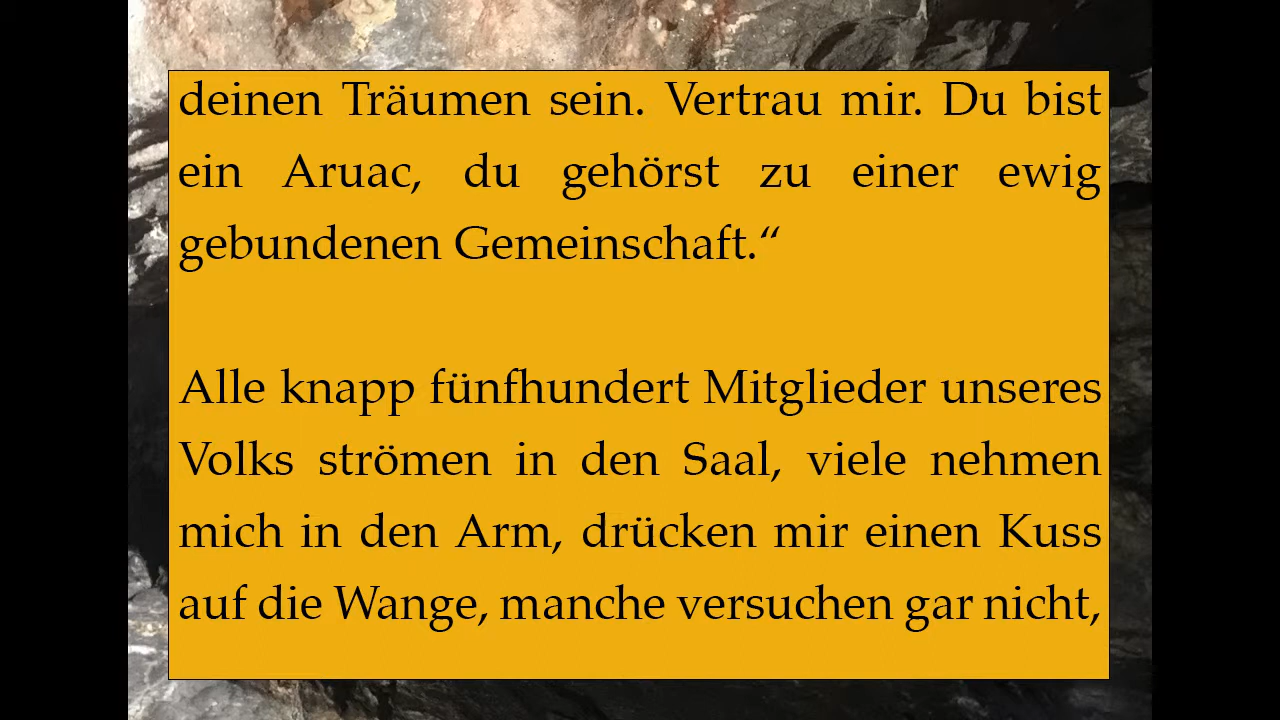 deinen Träumen sein. Vertrau mir. Du bist
ein Aruac, du gehörst zu einer ewig
gebundenen Gemeinschaft.“
Alle knapp fünfhundert Mitglieder unseres
Volks strömen in den Saal, viele nehmen
mich in den Arm, drücken mir einen Kuss
auf die Wange, manche versuchen gar nicht,